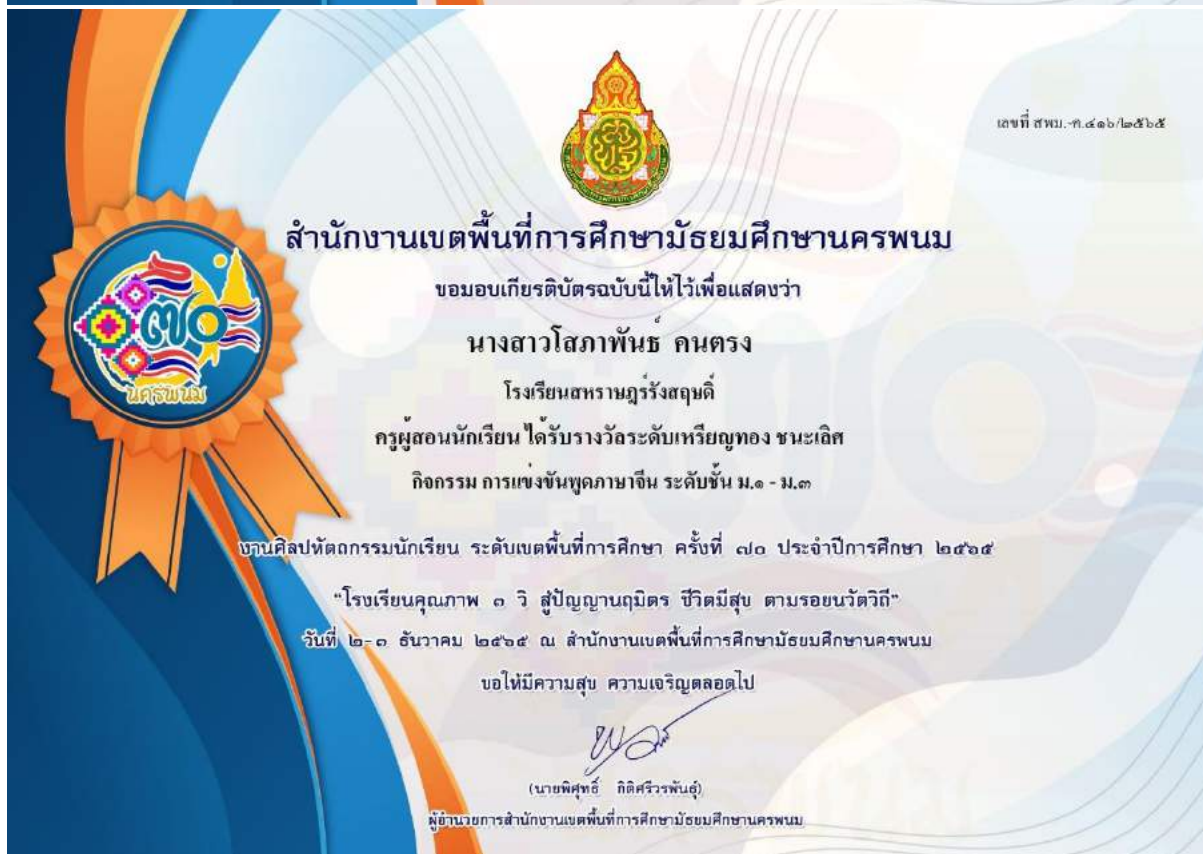 เลขที่ สพม.-ค.๔๑๖/๒๕๖๕
สำนักงานเขตพื้นที่การศึกษามัธยมศึกษานครพนม
ขอมอบเกียรติบัตรฉบับนี้ให้ไว้เพื่อแสดงว่า
นางสาวโสภาพันธ์ คนตรง
โรงเรียนสหราษฎร์รังสฤษดิ์
ครูผู้สอนนักเรียน ได้รับรางวัลระดับเหรียญทอง ชนะเลิศ
กิจกรรม การแข่งขันพูดภาษาจีน ระดับชั้น ม.๑ - ม.๓
๗๐
นครพนม
งานศิลปหัตถกรรมนักเรียน ระดับเขตพื้นที่การศึกษา ครั้งที่ ๗๐ ประจำปีการศึกษา ๒๕๖๕
“โรงเรียนคุณภาพ ๓ วิ สู่ปัญญานฤมิตร ชีวิตมีสุข ตามรอยนวัตวิถี”
วันที่ ๒-๓ ธันวาคม ๒๕๖๕ ณ สำนักงานเขตพื้นที่การศึกษามัธยมศึกษานครพนม
ขอให้มีความสุข ความเจริญตลอดไป
(นายพิศุทธิ์ กิติศรีวรพันธุ์)
ผู้อำนวยการสำนักงานเขตพื้นที่การศึกษามัธยมศึกษานครพนม